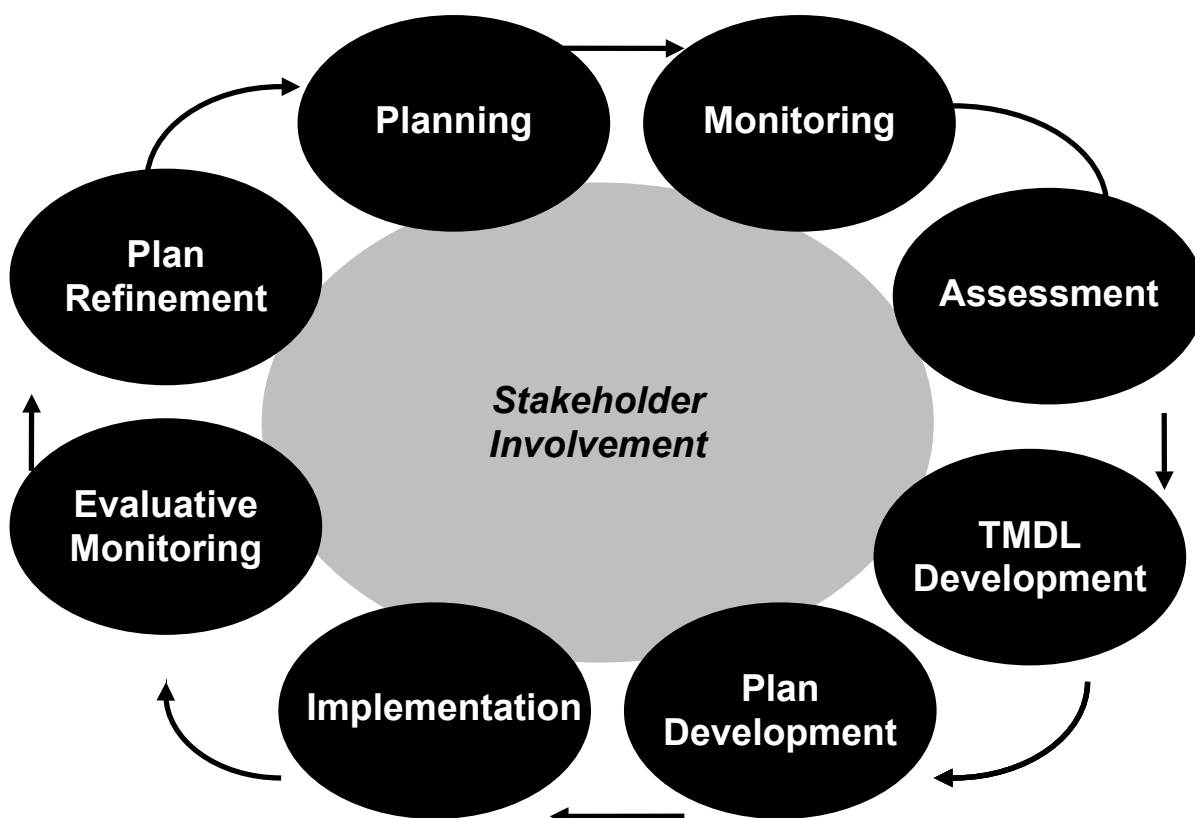 Planning
Monitoring
Assessment
TMDL
Development
Plan
Development
Implementation
Evaluative
Monitoring
Plan
Refinement
Stakeholder
Involvement